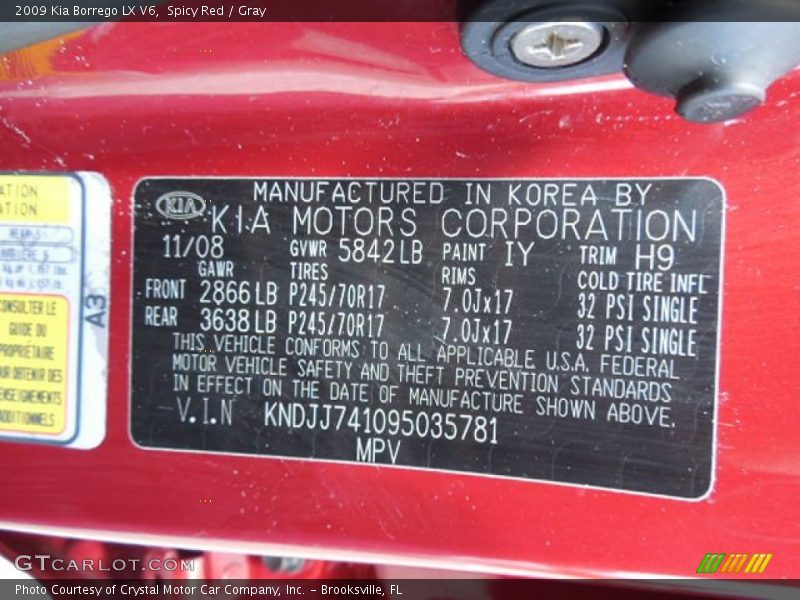 2009 Kia Borrego LX V6, Spicy Red / Gray
ATION
ATION
CONSULTER LE
GUIDE DU
PROPRIÉTAIRE
A3
KIA
MANUFACTURED IN KOREA BY
KIA MOTORS CORPORATION
11/08 GVWR 5842LB PAINT IY TRIM H9
GAWR TIRES RIMS COLD TIRE INFL
FRONT 2866LB P245/70R17 7.0Jx17 32 PSI SINGLE
REAR 3638LB P245/70R17 7.0Jx17 32 PSI SINGLE
THIS VEHICLE CONFORMS TO ALL APPLICABLE U.S.A. FEDERAL
MOTOR VEHICLE SAFETY AND THEFT PREVENTION STANDARDS
IN EFFECT ON THE DATE OF MANUFACTURE SHOWN ABOVE.
V.I.N KNDJJ741095035781
MPV
GTCARLOT.COM
Photo Courtesy of Crystal Motor Car Company, Inc. - Brooksville, FL